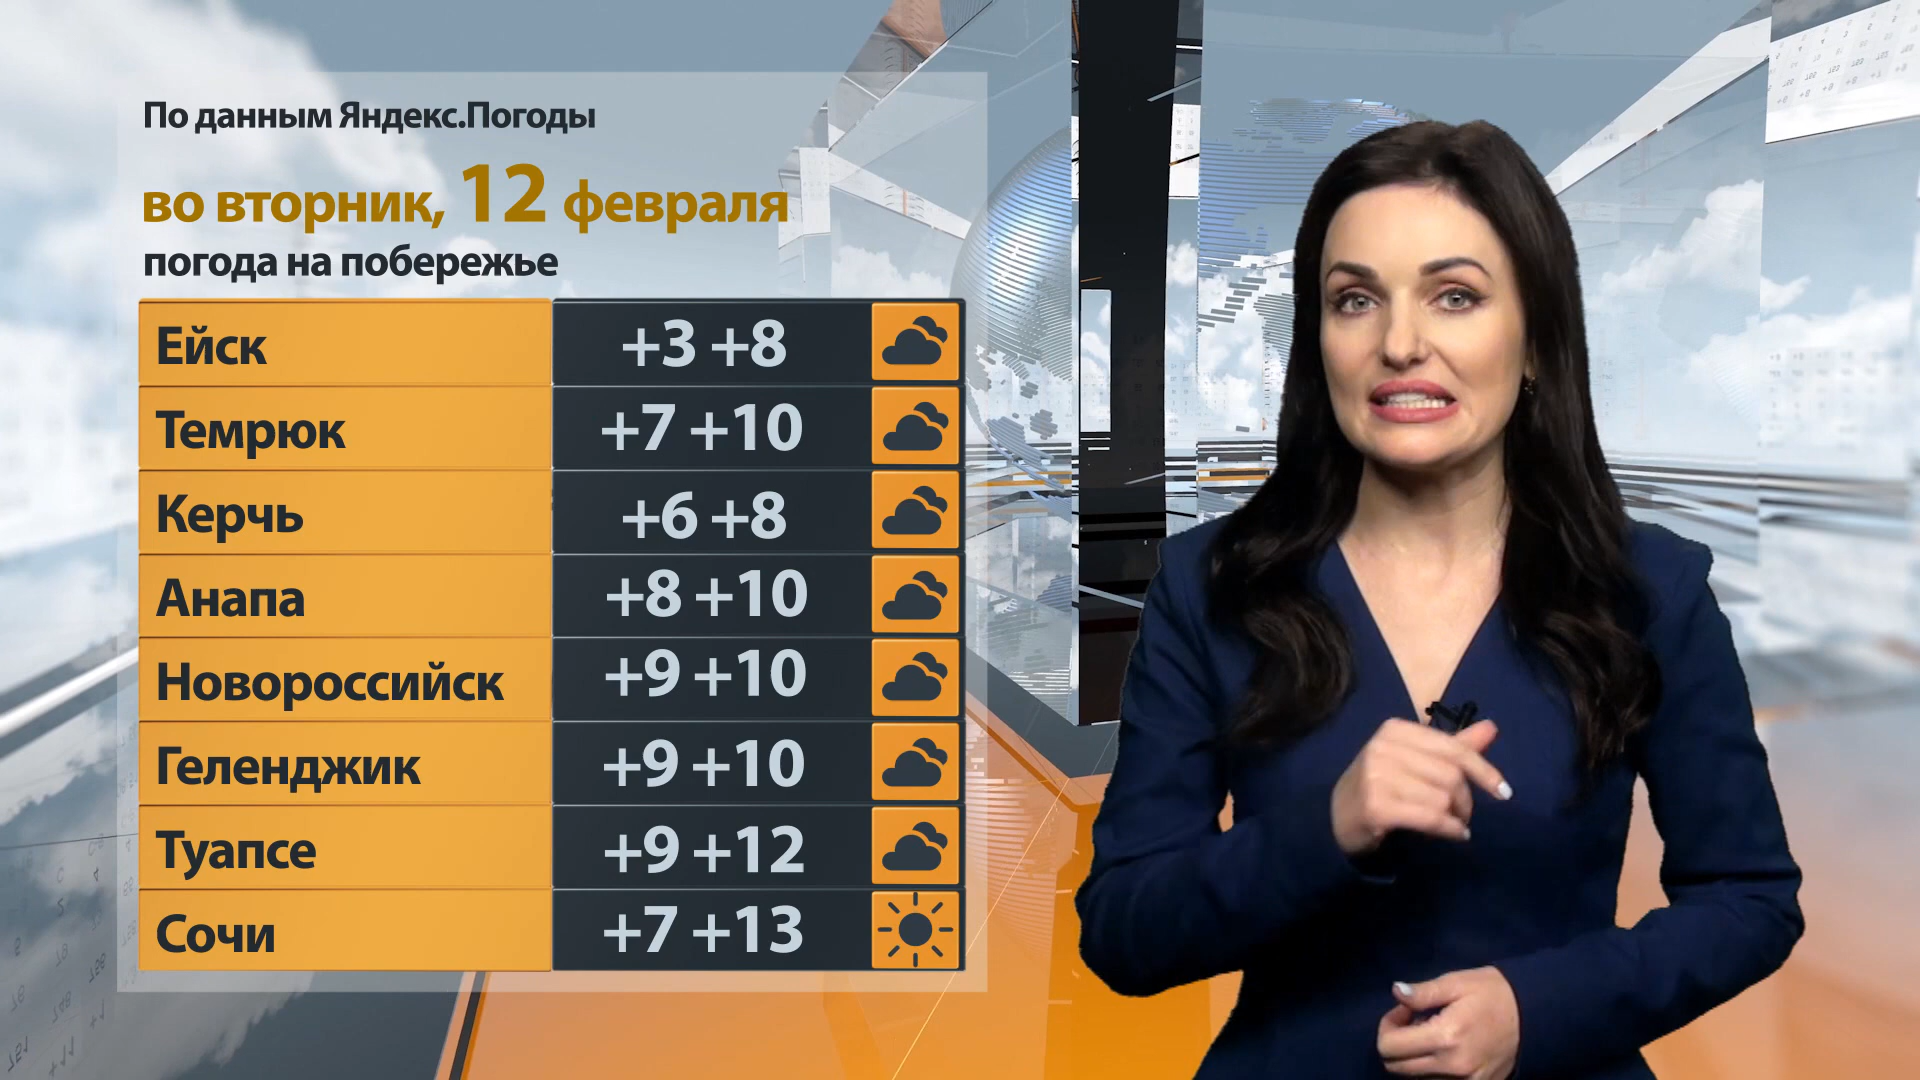 По данным Яндекс.Погоды
во вторник, 12 февраля
погода на побережье
Ейск +3 +8
Темрюк +7 +10
Керчь +6 +8
Анапа +8 +10
Новороссийск +9 +10
Геленджик +9 +10
Туапсе +9 +12
Сочи +7 +13